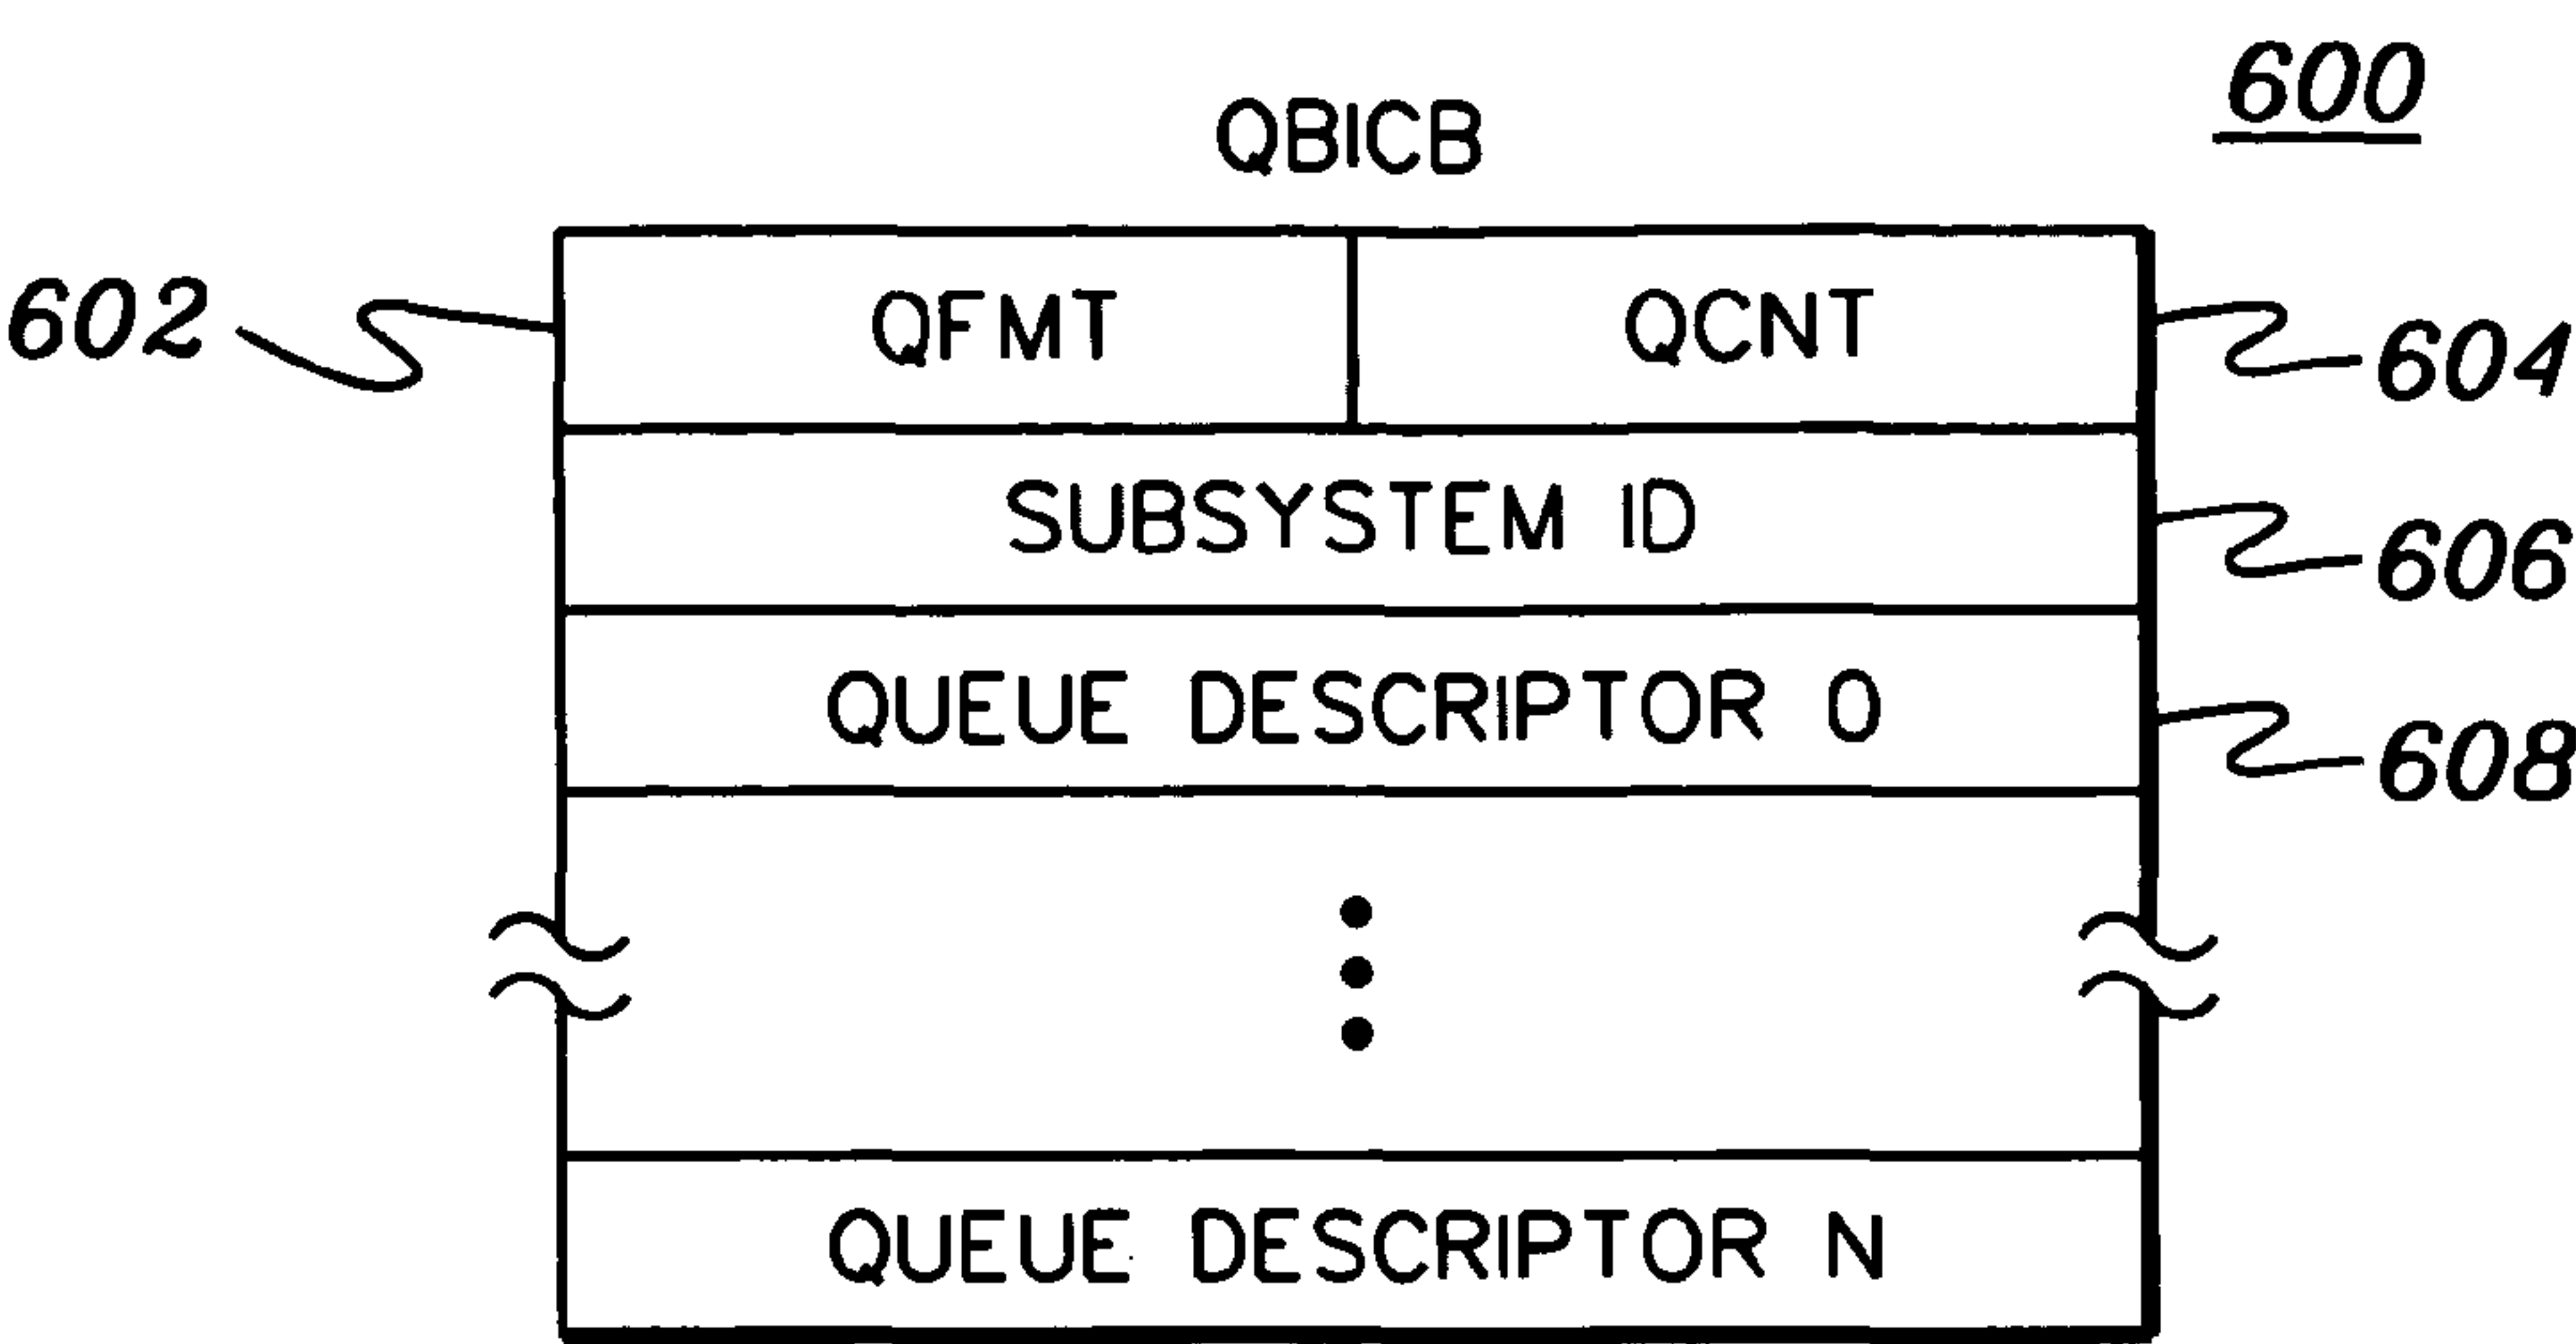 600
QBICB
602 QFMT QCNT 604
SUBSYSTEM ID 606
QUEUE DESCRIPTOR 0 608
QUEUE DESCRIPTOR N